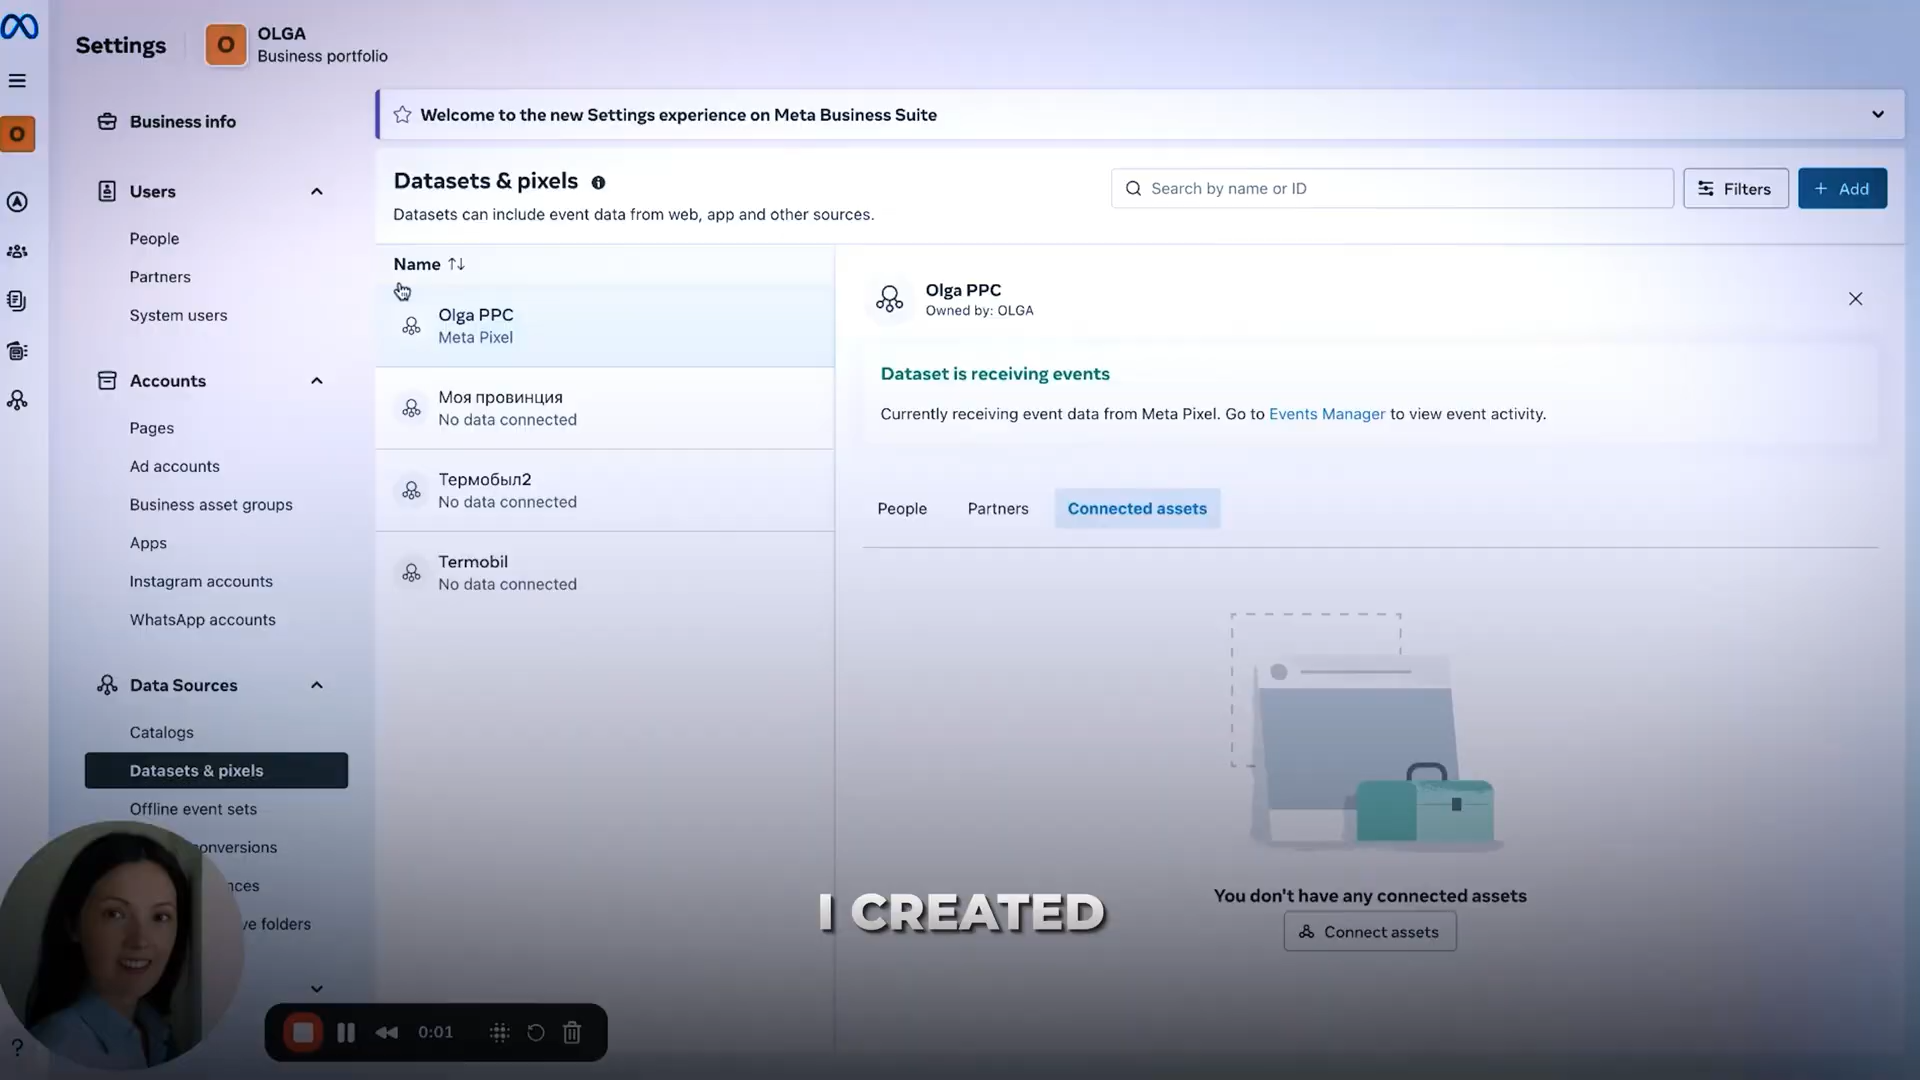 Settings
O
OLGA
Business portfolio
O
Business info
Users
People
Partners
System users
Accounts
Pages
Ad accounts
Business asset groups
Apps
Instagram accounts
WhatsApp accounts
Data Sources
Catalogs
Datasets & pixels
Offline event sets
onversions
nces
ve folders
Welcome to the new Settings experience on Meta Business Suite
Datasets & pixels
Datasets can include event data from web, app and other sources.
Search by name or ID
Filters
+ Add
Name
Olga PPC
Meta Pixel
Моя провинция
No data connected
Термобыл2
No data connected
Termobil
No data connected
Olga PPC
Owned by: OLGA
Dataset is receiving events
Currently receiving event data from Meta Pixel. Go to Events Manager to view event activity.
People
Partners
Connected assets
You don't have any connected assets
Connect assets
I CREATED
0:01
?